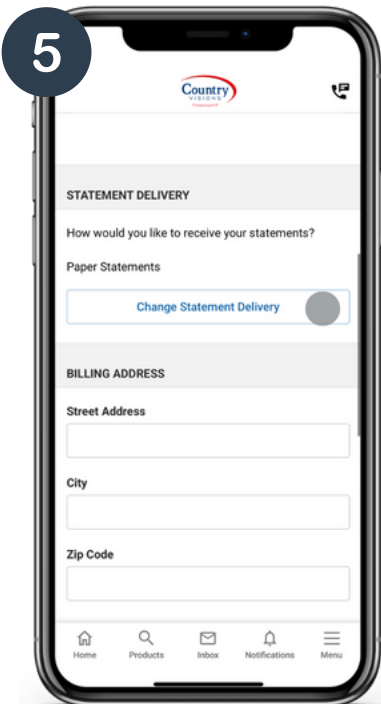 5
Country
VISIONS
STATEMENT DELIVERY
How would you like to receive your statements?
Paper Statements
Change Statement Delivery
BILLING ADDRESS
Street Address
City
Zip Code
Home Products Inbox Notifications Menu